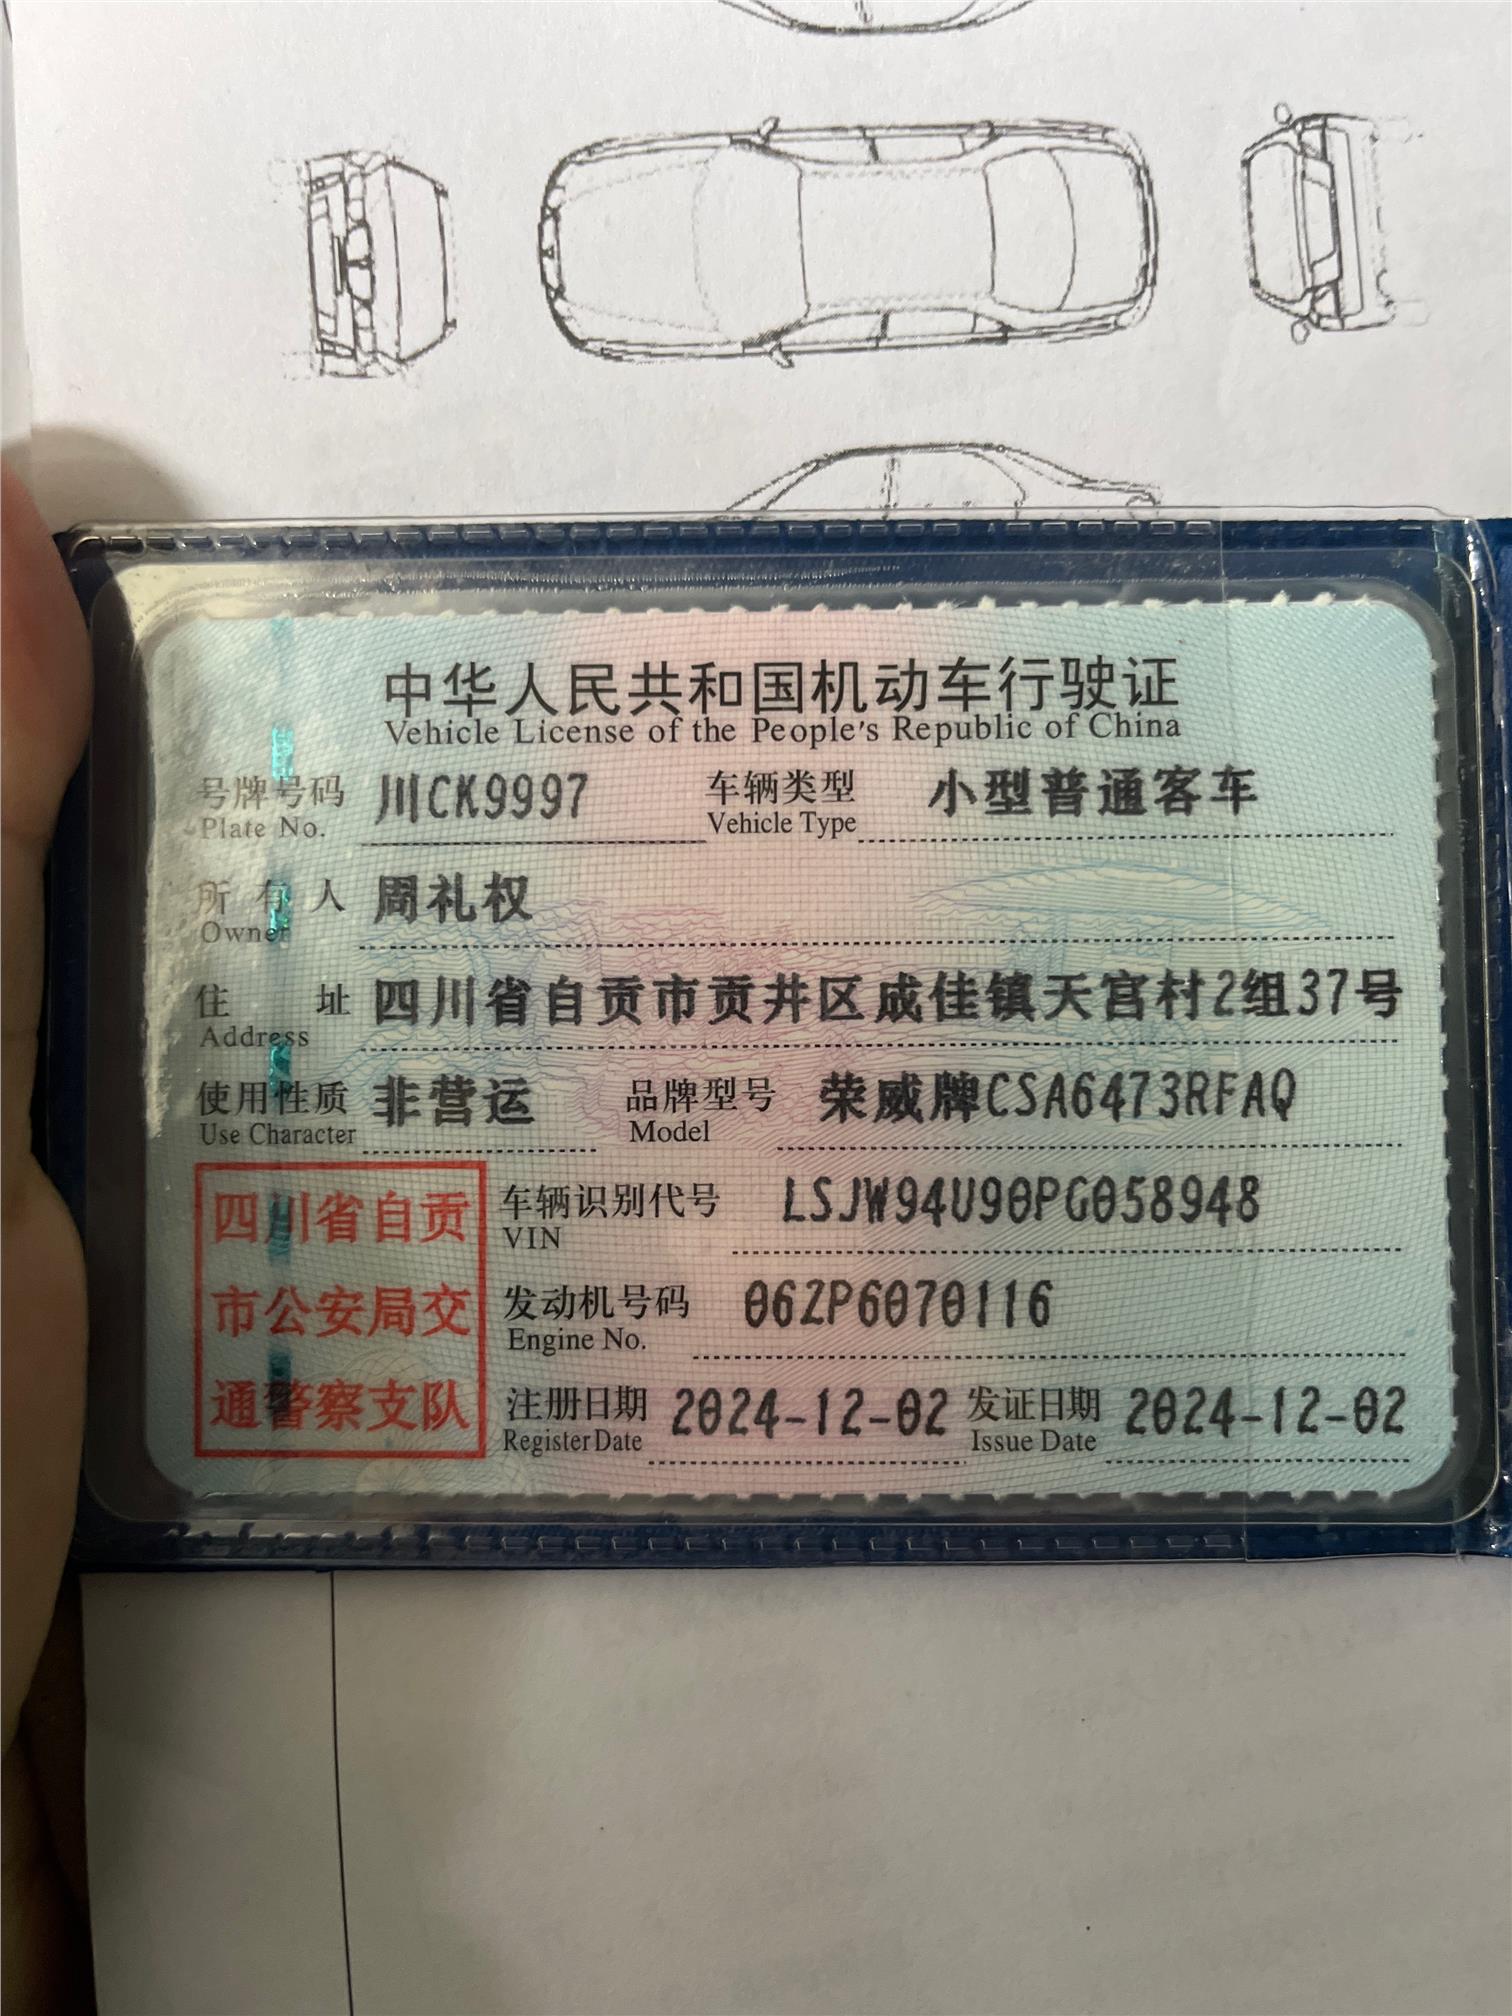 中华人民共和国机动车行驶证
Vehicle License of the People's Republic of China
号牌号码 川CK9997 车辆类型 小型普通客车
Plate No. Vehicle Type
所有人 周礼权
Owner
住址 四川省自贡市贡井区成佳镇天宫村2组37号
Address
使用性质 非营运 品牌型号 荣威牌CSA6473RFAQ
Use Character Model
四川省自贡
市公安局交
通警察支队
车辆识别代号 LSJW94U90PG058948
VIN
发动机号码 06ZP6070116
Engine No.
注册日期 2024-12-02 发证日期 2024-12-02
Register Date Issue Date